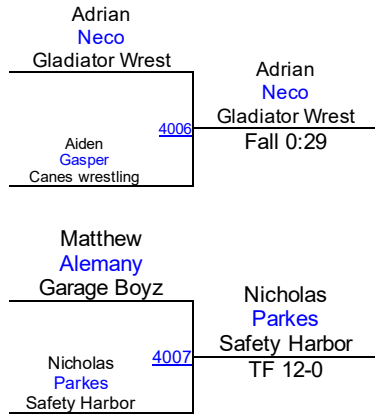 Adrian
Neco
Gladiator Wrest
4006
Aiden
Gasper
Canes wrestling
Adrian
Neco
Gladiator Wrest
Fall 0:29
Matthew
Alemany
Garage Boyz
4007
Nicholas
Parkes
Safety Harbor
Nicholas
Parkes
Safety Harbor
TF 12-0